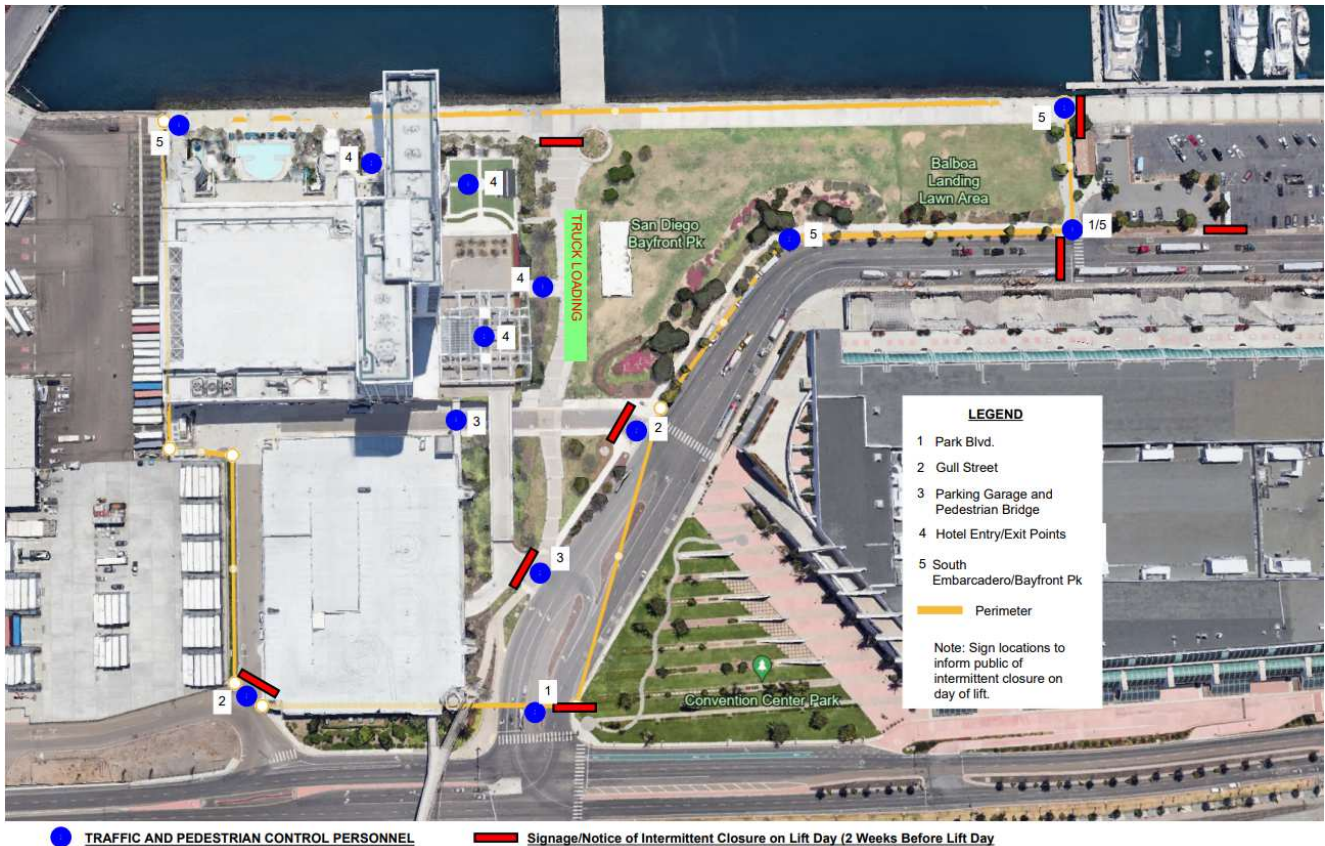 5
5
4
4
Balboa
Landing
Lawn Area
1/5
San Diego
Bayfront Pk
5
TRUCK LOADING
4
4
3
2
LEGEND
1 Park Blvd.
2 Gull Street
3 Parking Garage and
Pedestrian Bridge
4 Hotel Entry/Exit Points
5 South
Embarcadero/Bayfront Pk
Perimeter
Note: Sign locations to
inform public of
intermittent closure on
day of lift.
3
2
1
Convention Center Park
TRAFFIC AND PEDESTRIAN CONTROL PERSONNEL
Signage/Notice of Intermittent Closure on Lift Day (2 Weeks Before Lift Day